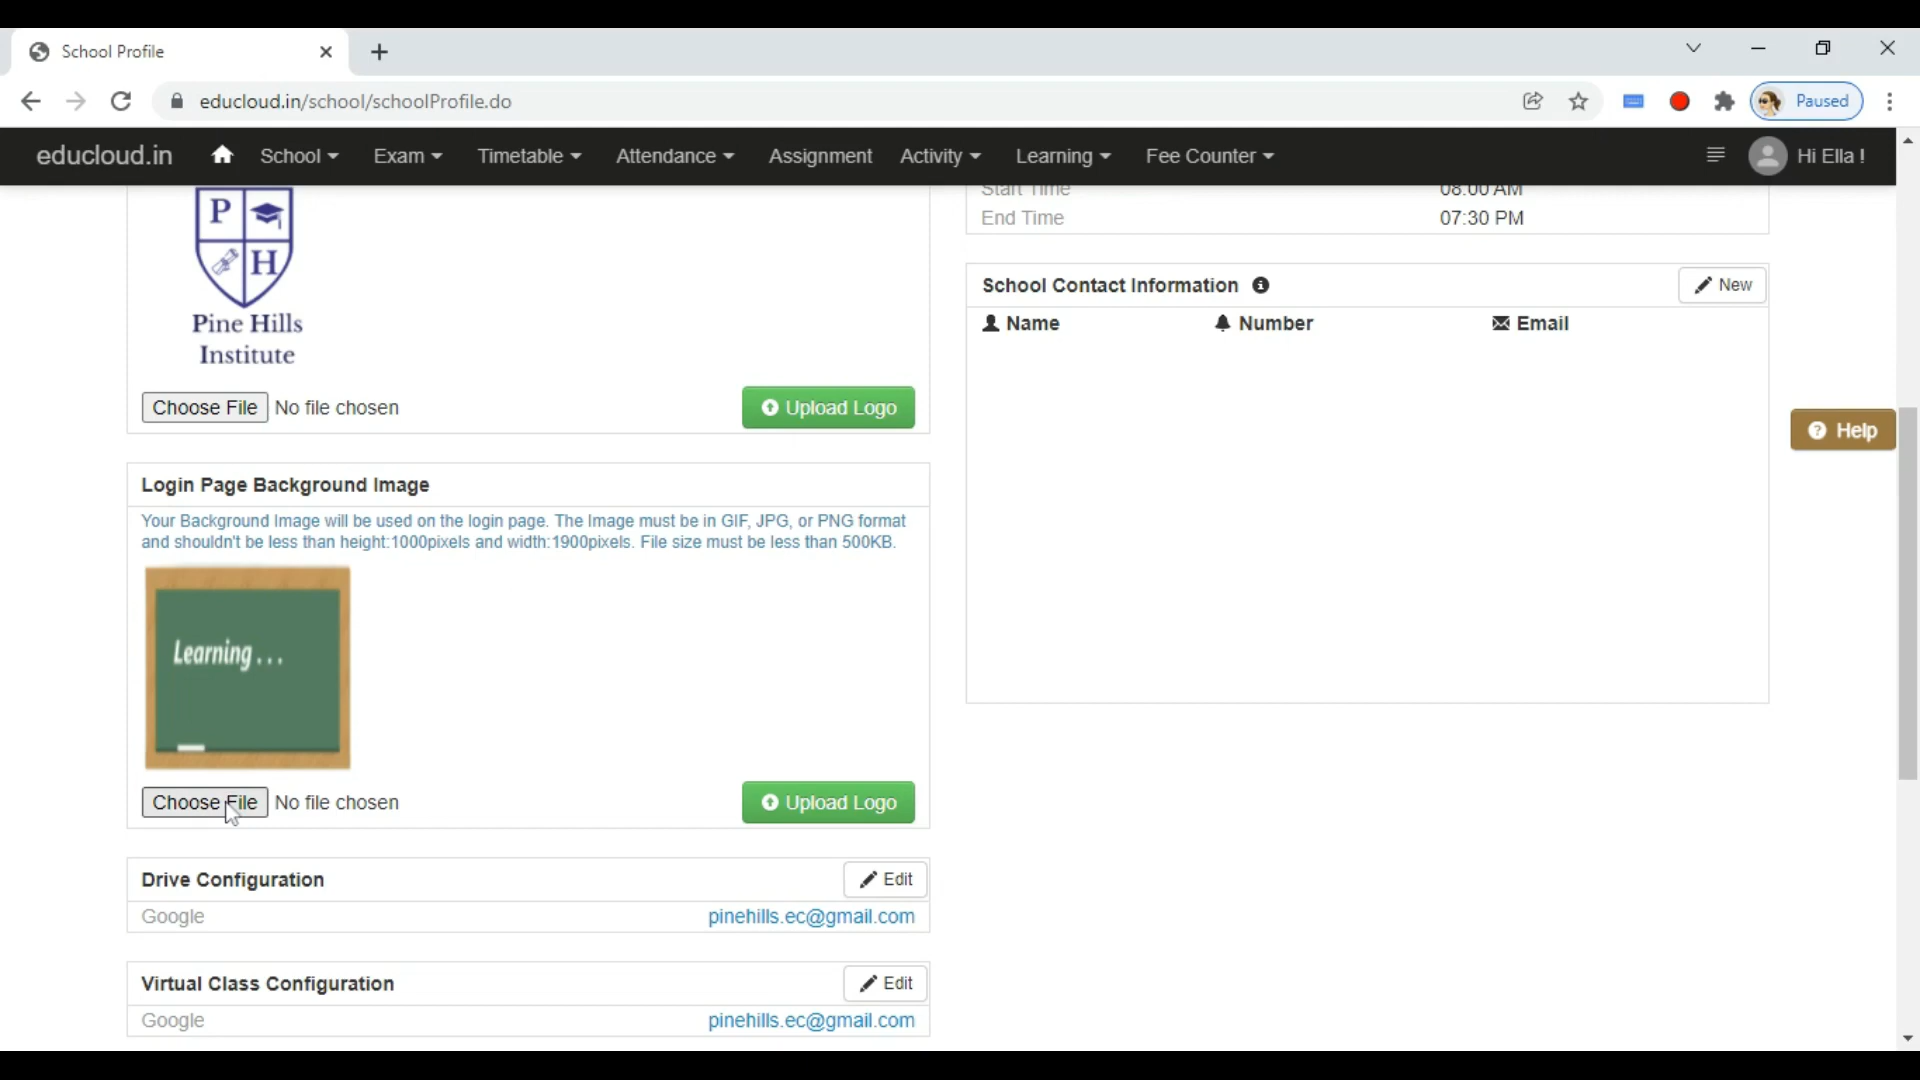 School Profile
educloud.in/school/schoolProfile.do
Paused
educloud.in
School
Exam
Timetable
Attendance
Assignment
Activity
Learning
Fee Counter
Hi Ella !
P
H
Pine Hills
Institute
Choose File No file chosen
Upload Logo
Login Page Background Image
Your Background Image will be used on the login page. The Image must be in GIF, JPG, or PNG format
and shouldn't be less than height:1000pixels and width:1900pixels. File size must be less than 500KB.
Learning . . .
Choose File No file chosen
Upload Logo
Drive Configuration
Edit
Google
pinehills.ec@gmail.com
Virtual Class Configuration
Edit
Google
pinehills.ec@gmail.com
Start Time
08:00 AM
End Time
07:30 PM
School Contact Information
New
Name
Number
Email
Help